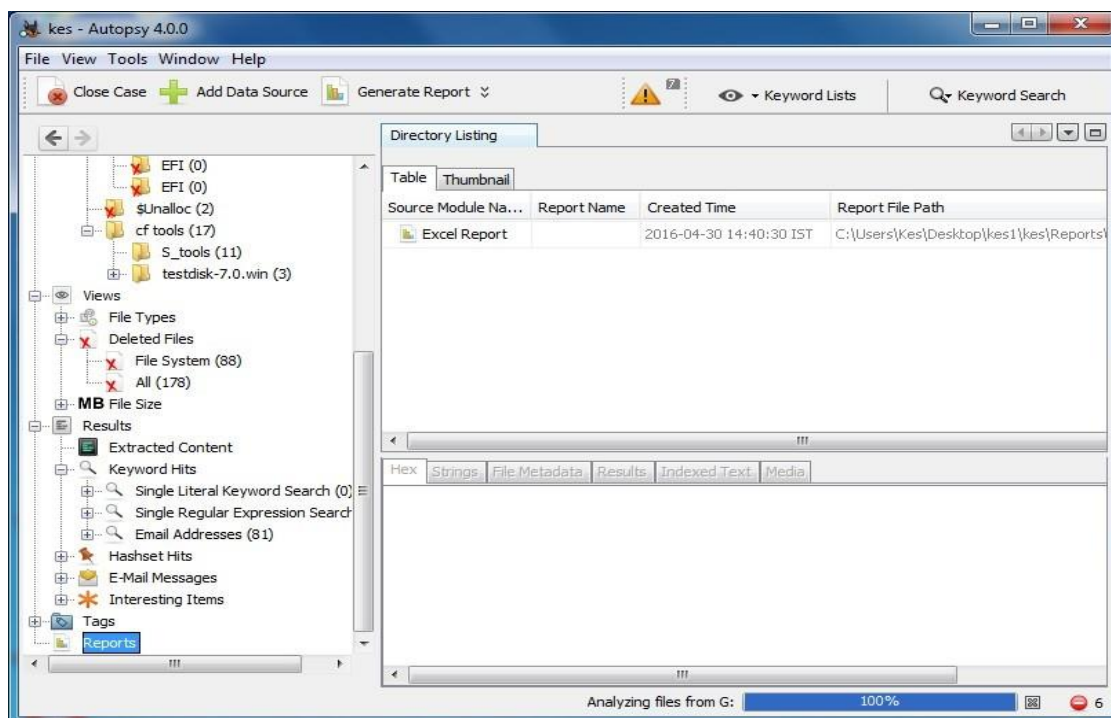 kes - Autopsy 4.0.0
File View Tools Window Help
Close Case Add Data Source Generate Report 7 Keyword Lists Keyword Search
EFI (0)
EFI (0)
$Unalloc (2)
cf tools (17)
S_tools (11)
testdisk-7.0.win (3)
Views
File Types
Deleted Files
File System (88)
All (178)
MB File Size
Results
Extracted Content
Keyword Hits
Single Literal Keyword Search (0)
Single Regular Expression Search
Email Addresses (81)
Hashset Hits
E-Mail Messages
Interesting Items
Tags
Reports
Directory Listing
Table Thumbnail
Source Module Na... Report Name Created Time Report File Path
Excel Report 2016-04-30 14:40:30 IST C:\Users\Kes\Desktop\kes1\kes\Reports\
Hex Strings File Metadata Results Indexed Text Media
Analyzing files from G: 100% 6